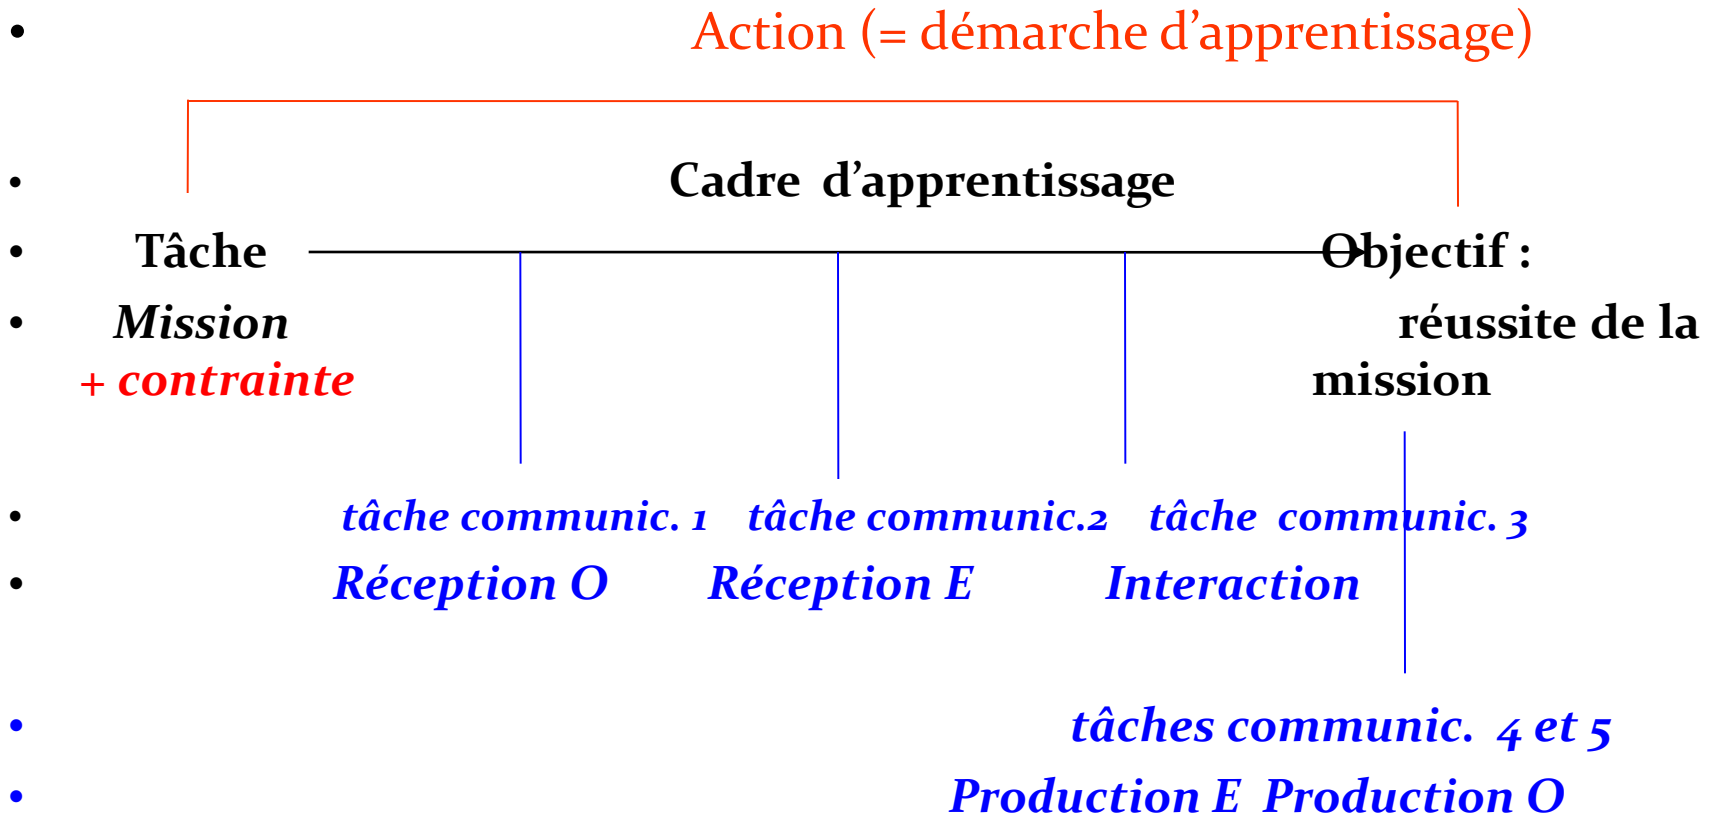 • Action (= démarche d’apprentissage)
• Cadre d’apprentissage
• Tâche Objectif :
• Mission réussite de la
+ contrainte mission
• tâche communic. 1 tâche communic.2 tâche communic. 3
• Réception O Réception E Interaction
• tâches communic. 4 et 5
• Production E Production O